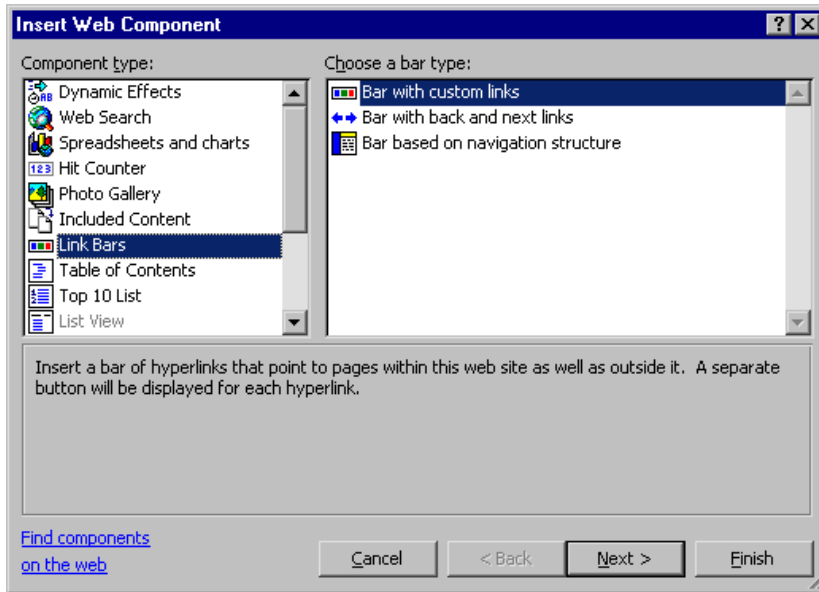 Insert Web Component
Component type:
Dynamic Effects
Web Search
Spreadsheets and charts
Hit Counter
Photo Gallery
Included Content
Link Bars
Table of Contents
Top 10 List
List View
Choose a bar type:
Bar with custom links
Bar with back and next links
Bar based on navigation structure
Insert a bar of hyperlinks that point to pages within this web site as well as outside it. A separate
button will be displayed for each hyperlink.
Find components
on the web
Cancel
< Back
Next >
Finish